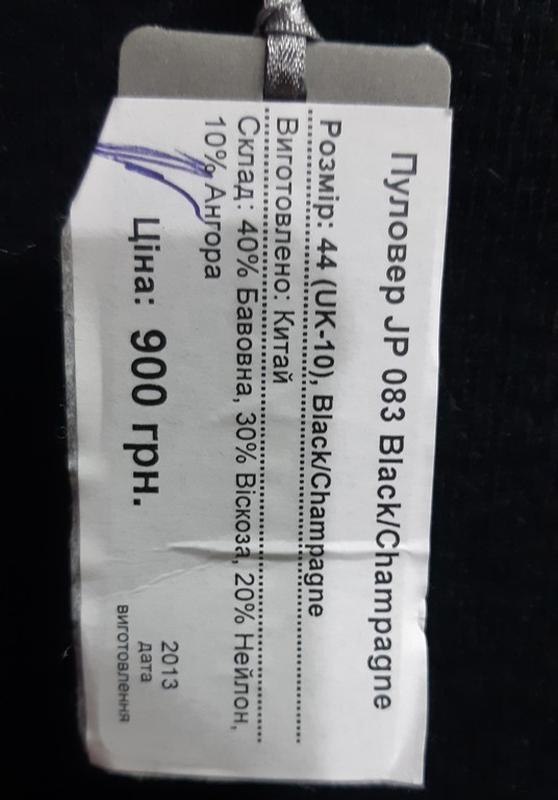 Пуловер JP 083 Black/Champagne
Розмір: 44 (UK-10), Black/Champagne
Виготовлено: Китай
Склад: 40% Бавовна, 30% Віскоза, 20% Нейлон,
10% Ангора
Ціна: 900 грн.
2013
дата
виготовлення